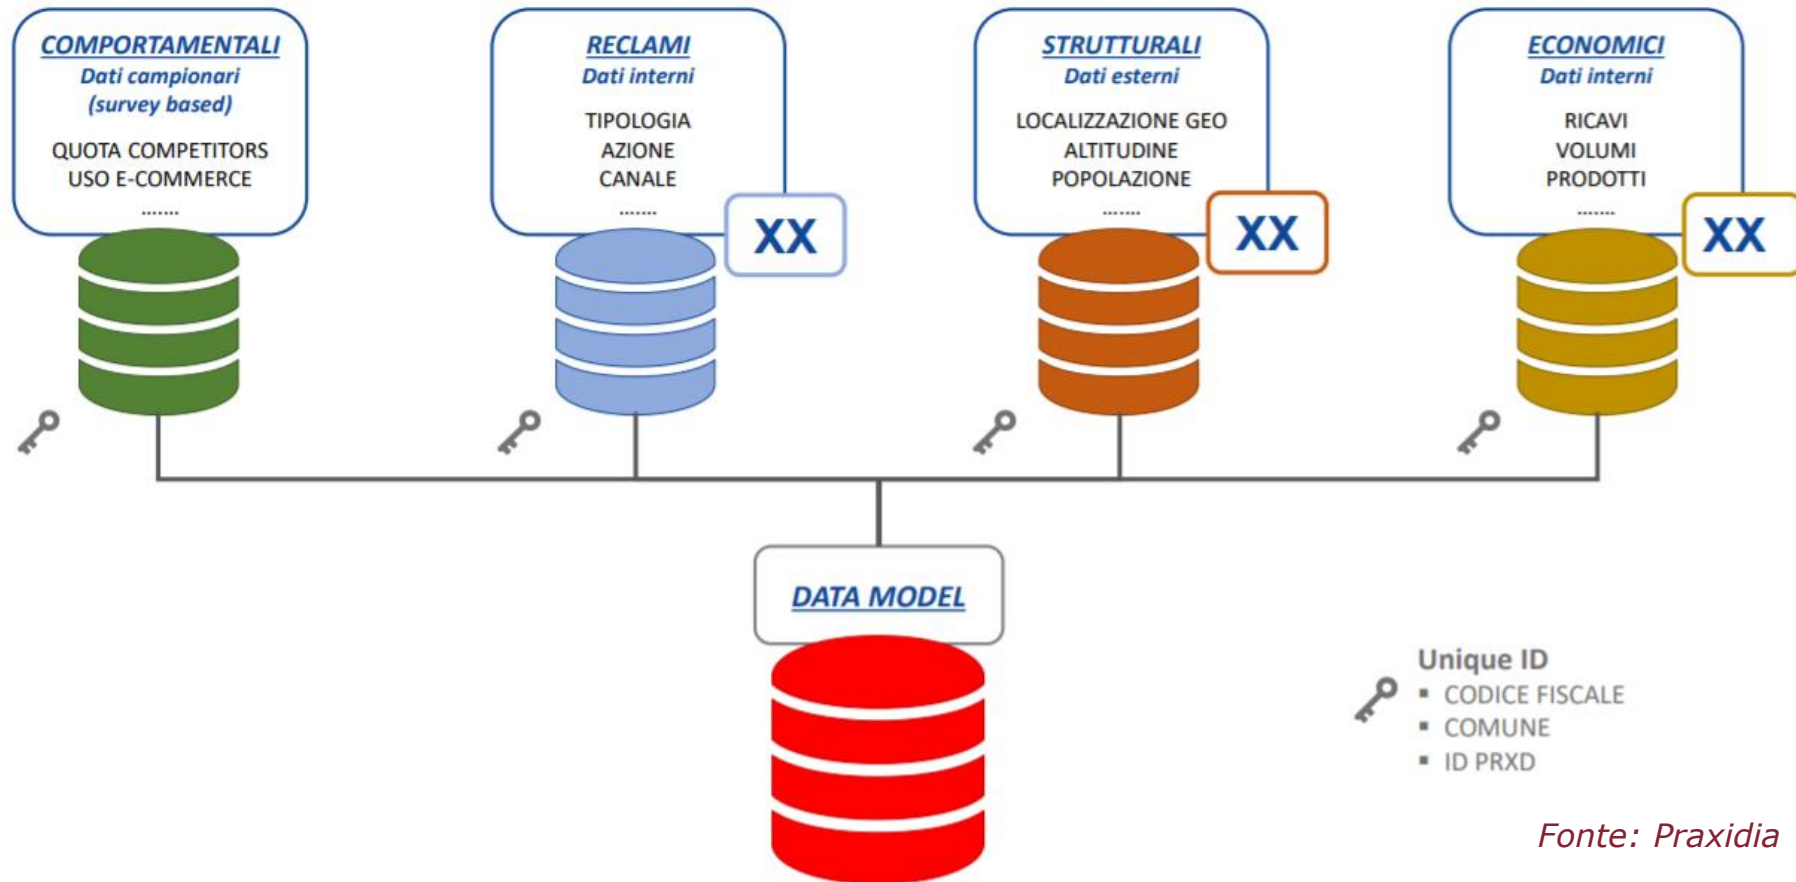 COMPORTAMENTALI
Dati campionari
(survey based)
QUOTA COMPETITORS
USO E-COMMERCE
.......
RECLAMI
Dati interni
TIPOLOGIA
AZIONE
CANALE
.......
XX
STRUTTURALI
Dati esterni
LOCALIZZAZIONE GEO
ALTITUDINE
POPOLAZIONE
.......
XX
ECONOMICI
Dati interni
RICAVI
VOLUMI
PRODOTTI
.......
XX
DATA MODEL
Unique ID
▪ CODICE FISCALE
▪ COMUNE
▪ ID PRXD
Fonte: Praxidia